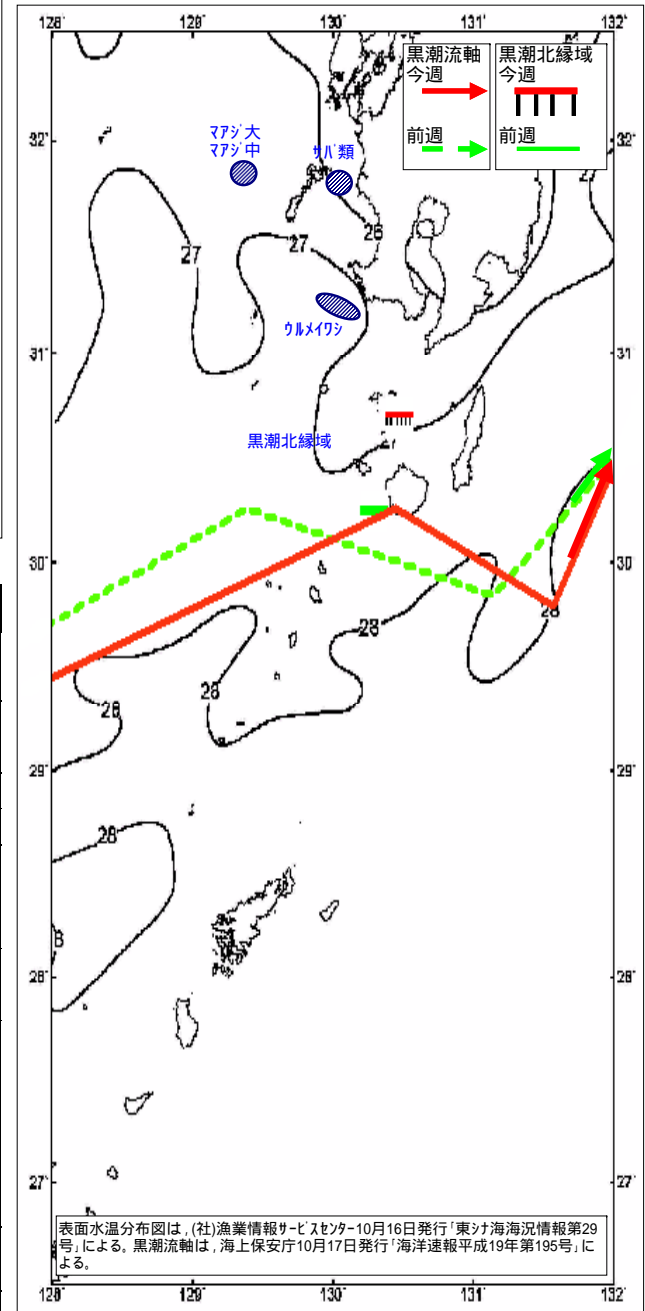 128° 129° 130° 131° 132°
黒潮流軸
今週
前週
黒潮北縁域
今週
前週
32° 32°
マアジ大
マアジ中
サバ類
26
27 27
ウルメイワシ
31° 31°
黒潮北縁域
27
30° 30°
28
28
28
28
29° 29°
28
28° 28°
27° 27°
表面水温分布図は,(社)漁業情報サービスセンター10月16日発行「東シナ海海況情報第29
号」による。黒潮流軸は,海上保安庁10月17日発行「海洋速報平成19年第195号」に
よる。
128° 129° 130° 131° 132°